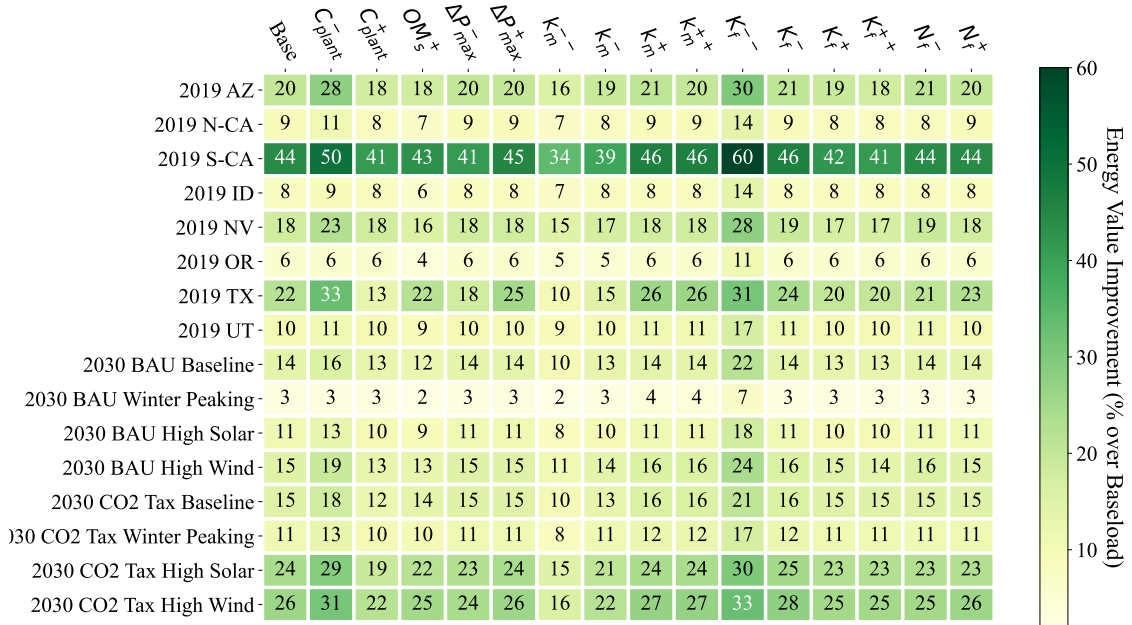 Base C⁻plant C⁺plant OMs⁺ ΔP⁻max ΔP⁺max km⁻⁻ km⁻ km⁺ km⁺⁺ Kf⁻⁻ Kf⁻ Kf⁺ Kf⁺⁺ Nf⁻ Nf⁺
2019 AZ 20 28 18 18 20 20 16 19 21 20 30 21 19 18 21 20
2019 N-CA 9 11 8 7 9 9 7 8 9 9 14 9 8 8 8 9
2019 S-CA 44 50 41 43 41 45 34 39 46 46 60 46 42 41 44 44
2019 ID 8 9 8 6 8 8 7 8 8 8 14 8 8 8 8 8
2019 NV 18 23 18 16 18 18 15 17 18 18 28 19 17 17 19 18
2019 OR 6 6 6 4 6 6 5 5 6 6 11 6 6 6 6 6
2019 TX 22 33 13 22 18 25 10 15 26 26 31 24 20 20 21 23
2019 UT 10 11 10 9 10 10 9 10 11 11 17 11 10 10 11 10
2030 BAU Baseline 14 16 13 12 14 14 10 13 14 14 22 14 13 13 14 14
2030 BAU Winter Peaking 3 3 3 2 3 3 2 3 4 4 7 3 3 3 3 3
2030 BAU High Solar 11 13 10 9 11 11 8 10 11 11 18 11 10 10 11 11
2030 BAU High Wind 15 19 13 13 15 15 11 14 16 16 24 16 15 14 16 15
2030 CO2 Tax Baseline 15 18 12 14 15 15 10 13 16 16 21 16 15 15 15 15
030 CO2 Tax Winter Peaking 11 13 10 10 11 11 8 11 12 12 17 12 11 11 11 11
2030 CO2 Tax High Solar 24 29 19 22 23 24 15 21 24 24 30 25 23 23 23 23
2030 CO2 Tax High Wind 26 31 22 25 24 26 16 22 27 27 33 28 25 25 25 26
60
50
40
30
20
10
Energy Value Improvement (% over Baseload)